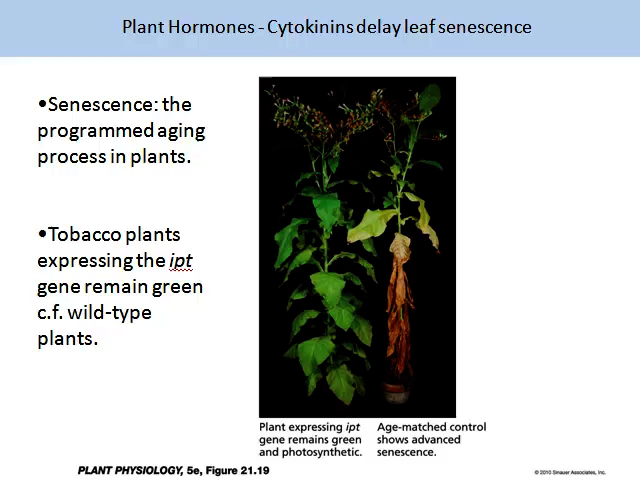 Plant Hormones - Cytokinins delay leaf senescence
•Senescence: the
programmed aging
process in plants.
•Tobacco plants
expressing the ipt
gene remain green
c.f. wild-type
plants.
Plant expressing ipt
gene remains green
and photosynthetic.
Age-matched control
shows advanced
senescence.
PLANT PHYSIOLOGY, 5e, Figure 21.19
© 2010 Sinauer Associates, Inc.